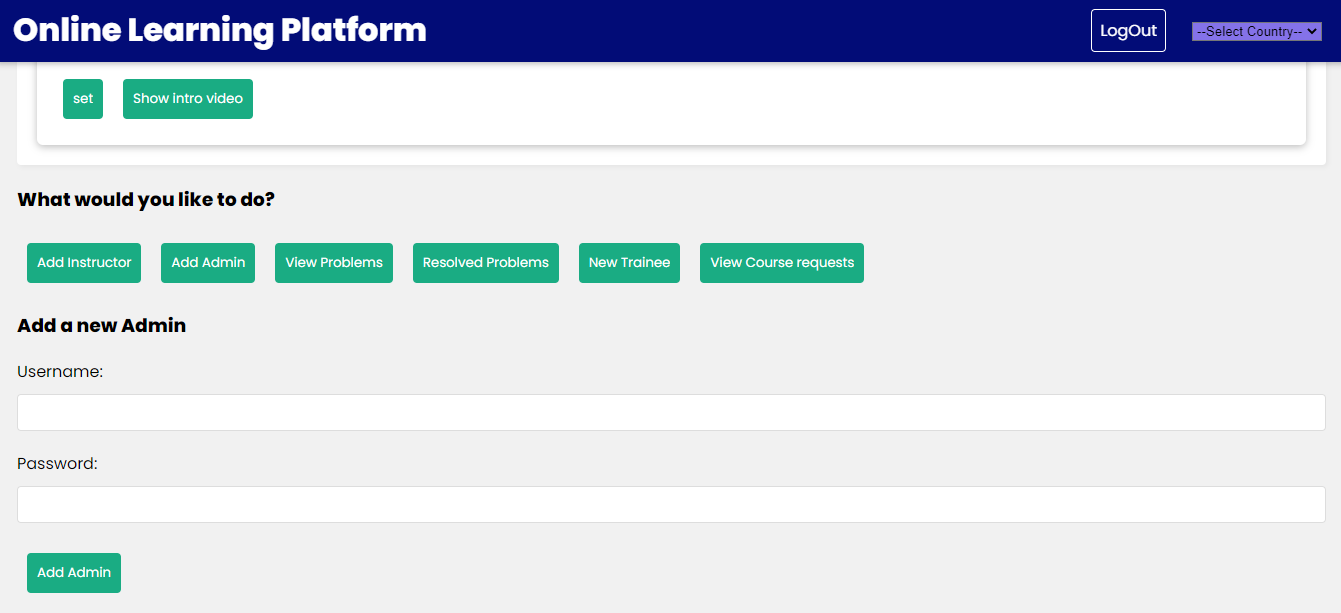 Online Learning Platform LogOut --Select Country--
set Show intro video
What would you like to do?
Add Instructor Add Admin View Problems Resolved Problems New Trainee View Course requests
Add a new Admin
Username:
Password:
Add Admin